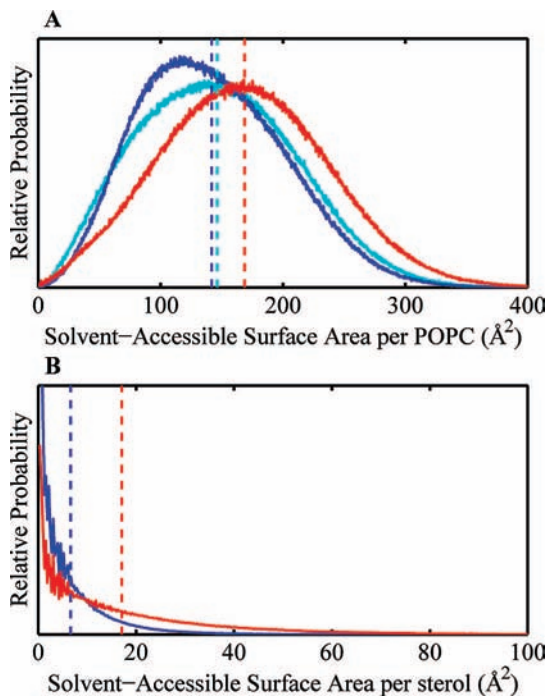 A
Relative Probability
0 100 200 300 400
Solvent−Accessible Surface Area per POPC (Å²)
B
Relative Probability
0 20 40 60 80 100
Solvent−Accessible Surface Area per sterol (Å²)